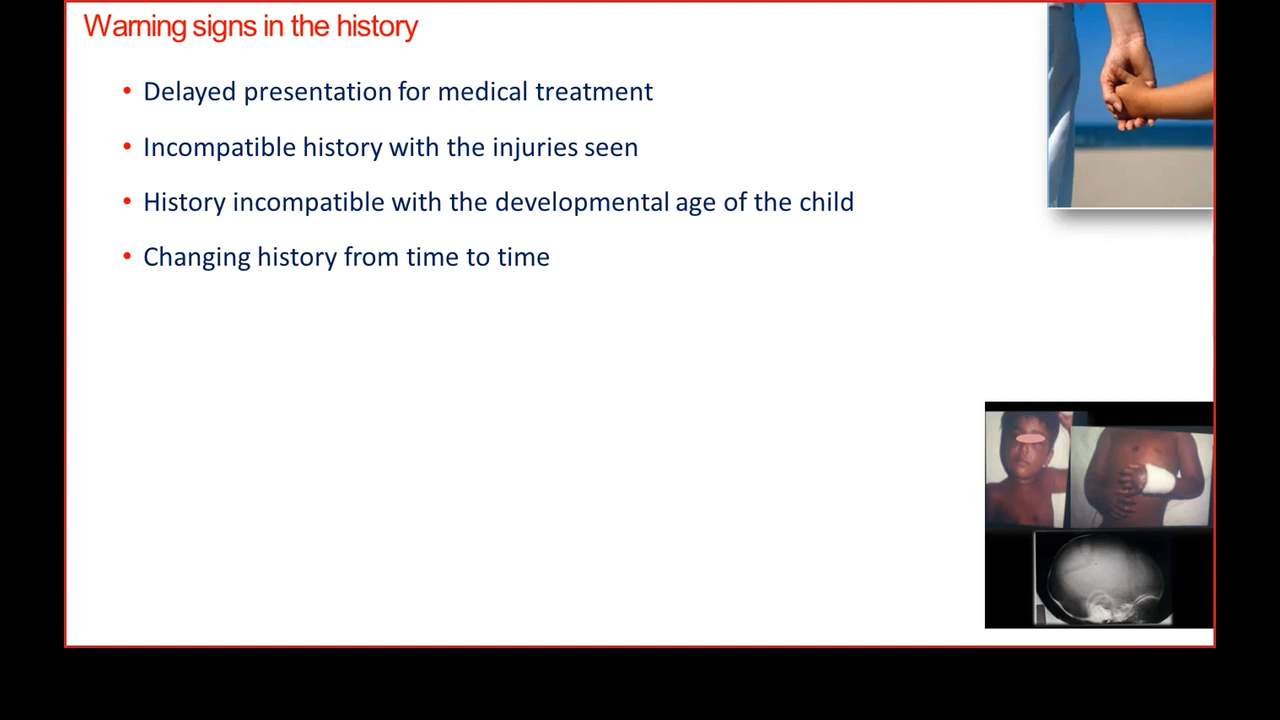 Warning signs in the history
• Delayed presentation for medical treatment
• Incompatible history with the injuries seen
• History incompatible with the developmental age of the child
• Changing history from time to time